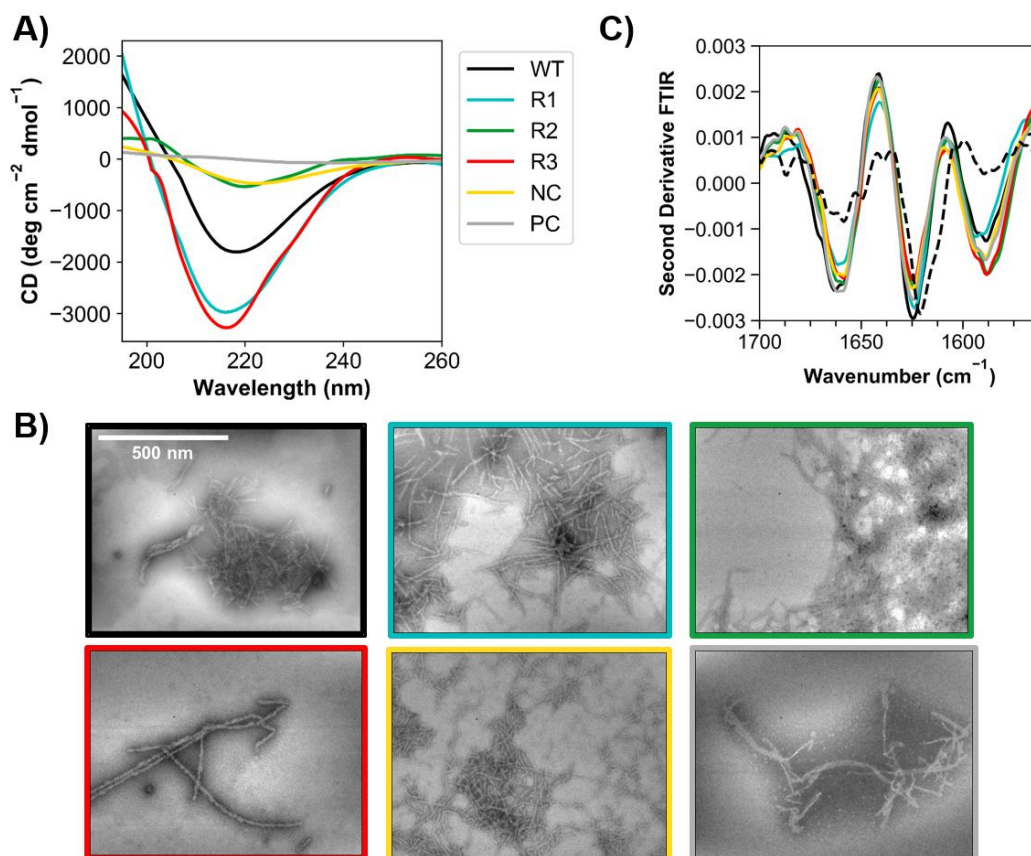 A)
2000
1000
0
−1000
−2000
−3000
CD (deg cm⁻² dmol⁻¹)
200
220
240
260
Wavelength (nm)
WT
R1
R2
R3
NC
PC
C)
0.003
0.002
0.001
0.000
−0.001
−0.002
−0.003
Second Derivative FTIR
1700
1650
1600
Wavenumber (cm⁻¹)
B)
500 nm